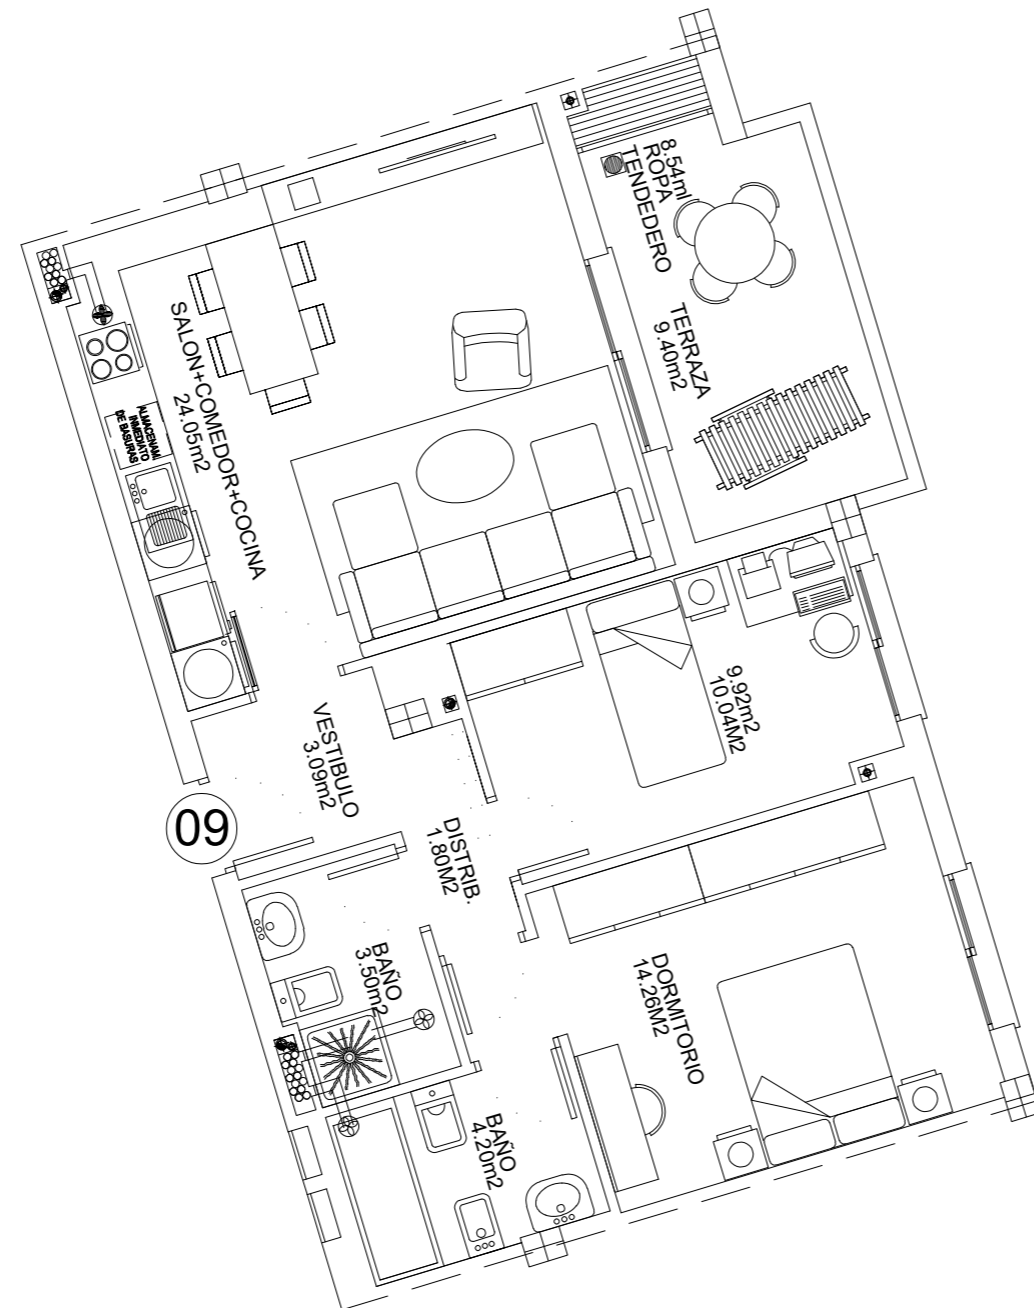 8.54ml
ROPA
TENDEDERO
TERRAZA
9.40m2
SALON+COMEDOR+COCINA
24.05m2
ALMACENAMI
INMEDIATO
DE BASURAS
9.92m2
10.04M2
VESTIBULO
3.09m2
09
DISTRIB.
1.80M2
BAÑO
3.50m2
DORMITORIO
14.26M2
BAÑO
4.20m2